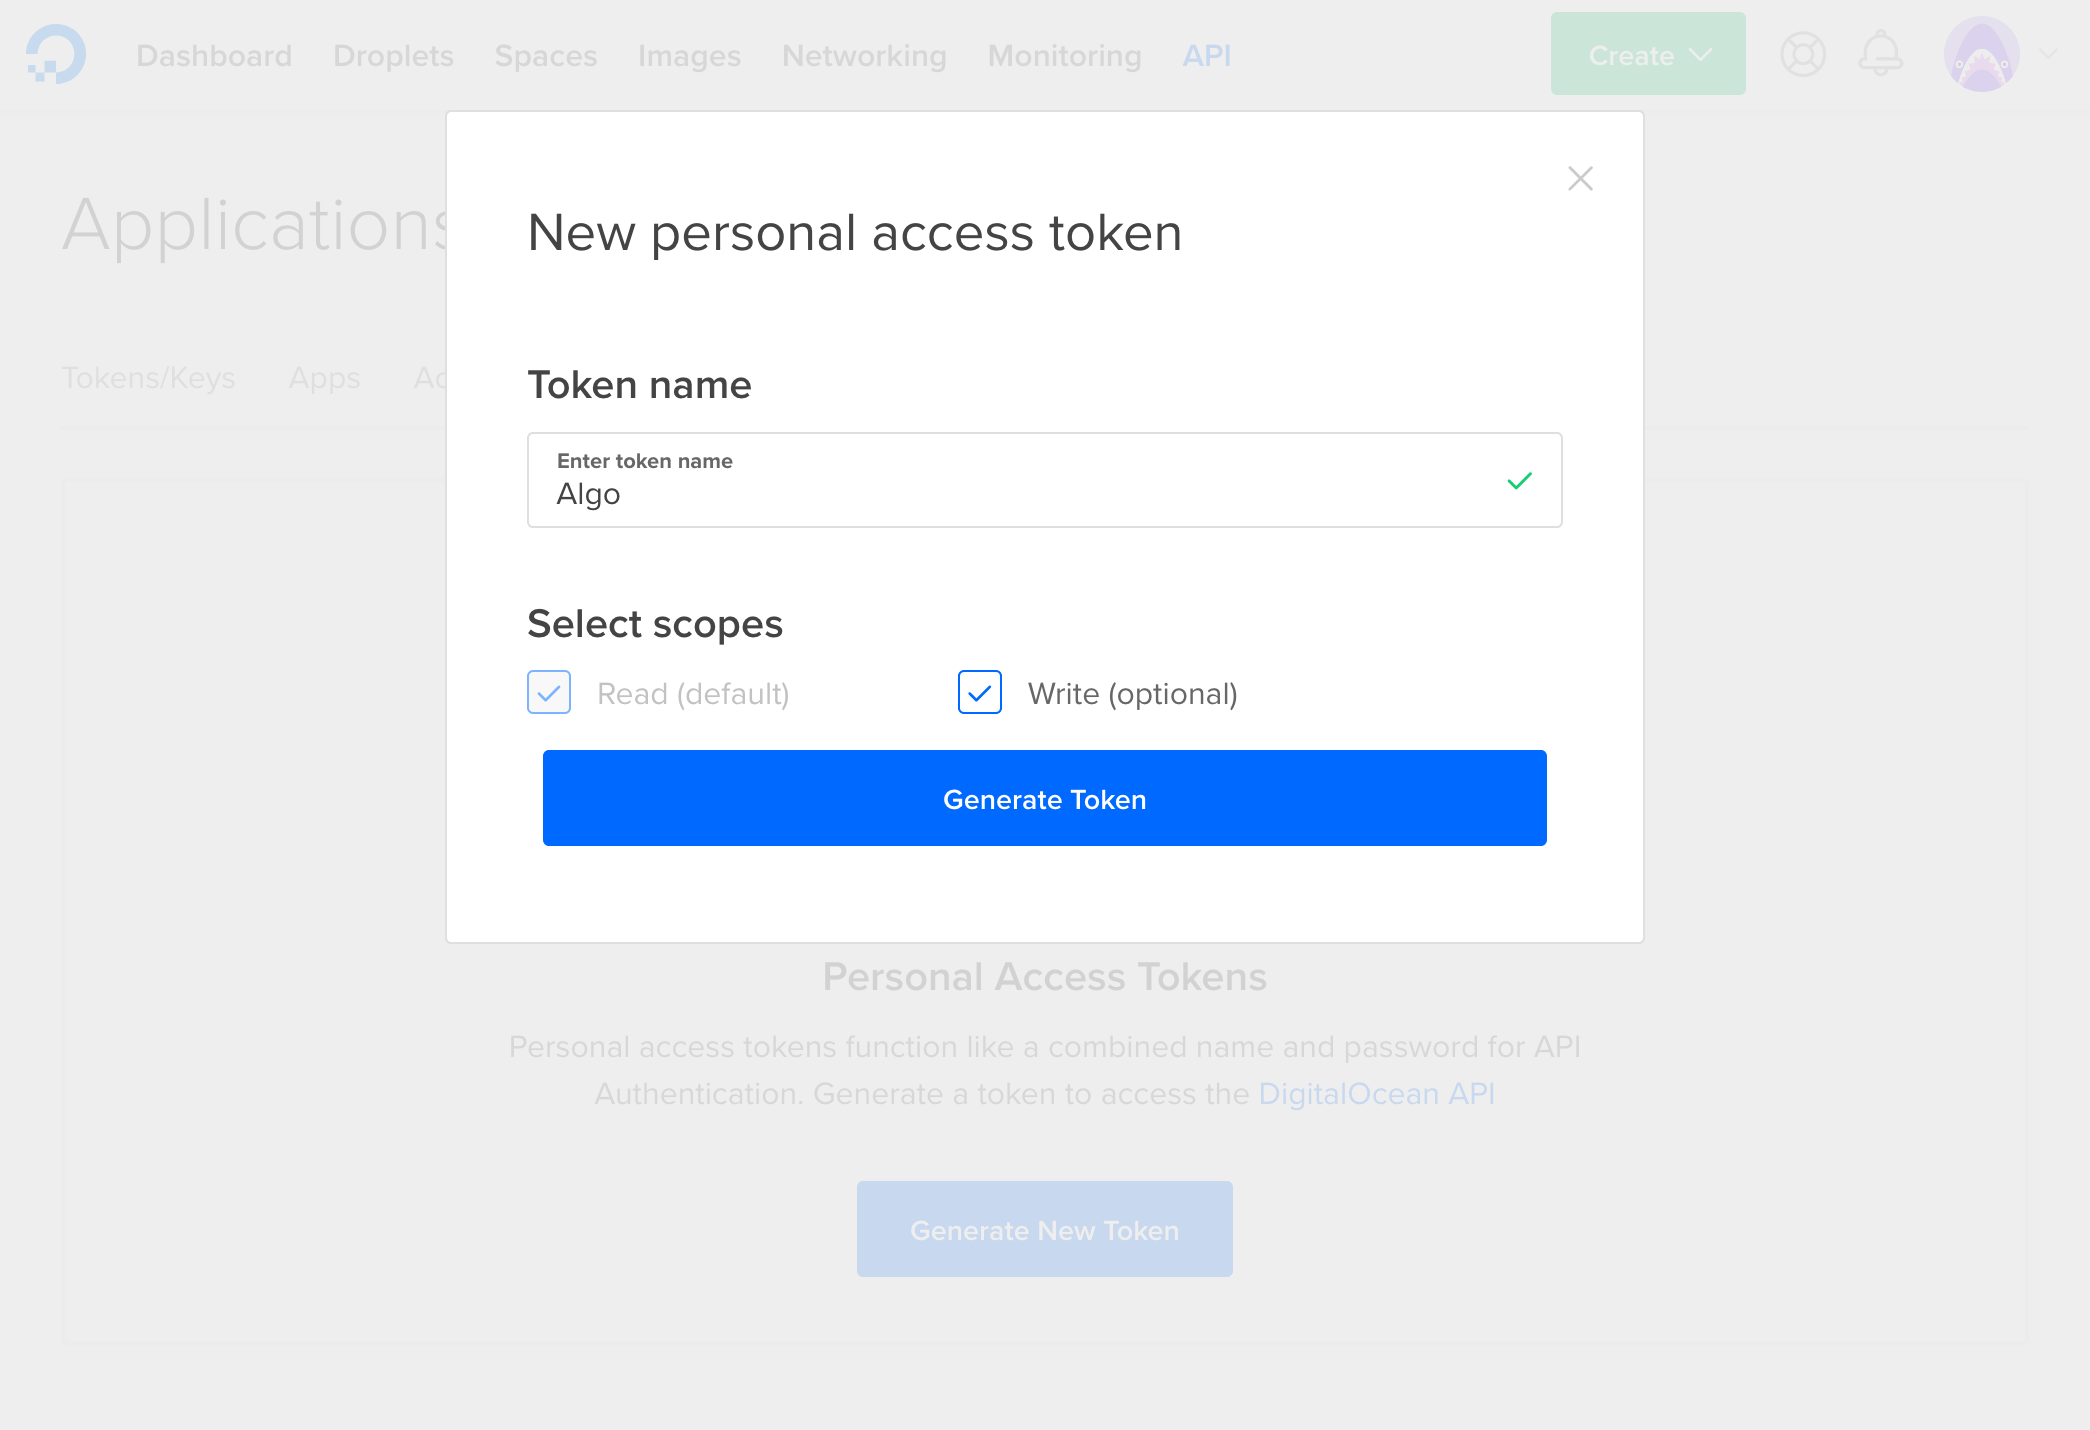 Dashboard Droplets Spaces Images Networking Monitoring API Create
Applications
New personal access token
Tokens/Keys Apps
Token name
Enter token name
Algo
Select scopes
Read (default) Write (optional)
Generate Token
Personal Access Tokens
Personal access tokens function like a combined name and password for API
Authentication. Generate a token to access the DigitalOcean API
Generate New Token